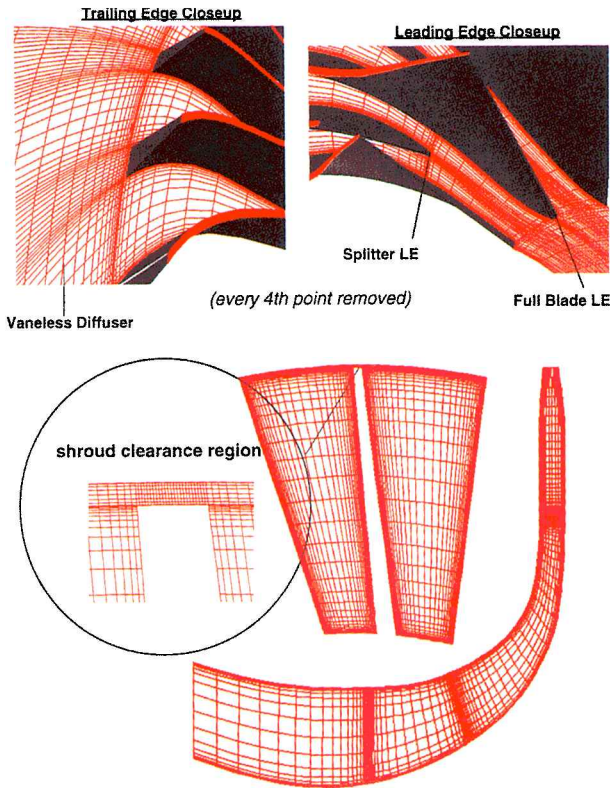 Trailing Edge Closeup
Leading Edge Closeup
Splitter LE
(every 4th point removed)
Full Blade LE
Vaneless Diffuser
shroud clearance region